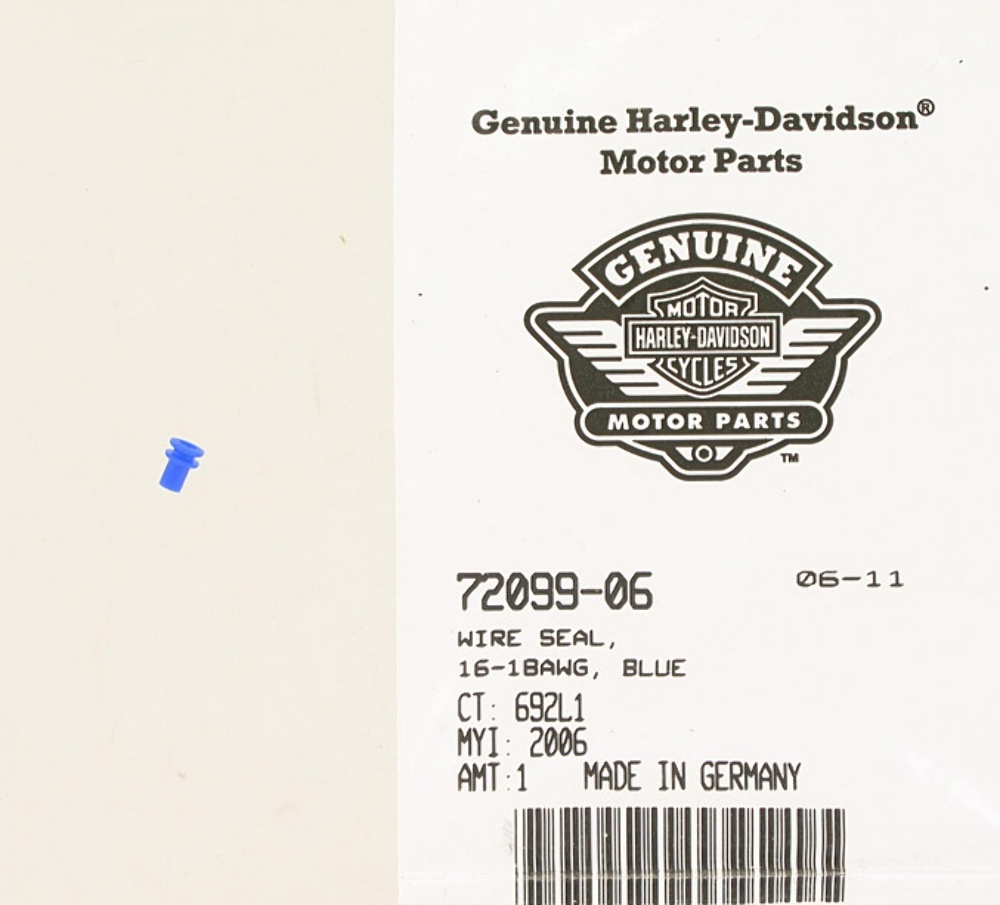 Genuine Harley-Davidson®
Motor Parts
GENUINE
MOTOR
HARLEY-DAVIDSON
CYCLES
MOTOR PARTS
TM
72099-06 06-11
WIRE SEAL,
16-18AWG, BLUE
CT: 692L1
MYI: 2006
AMT:1 MADE IN GERMANY